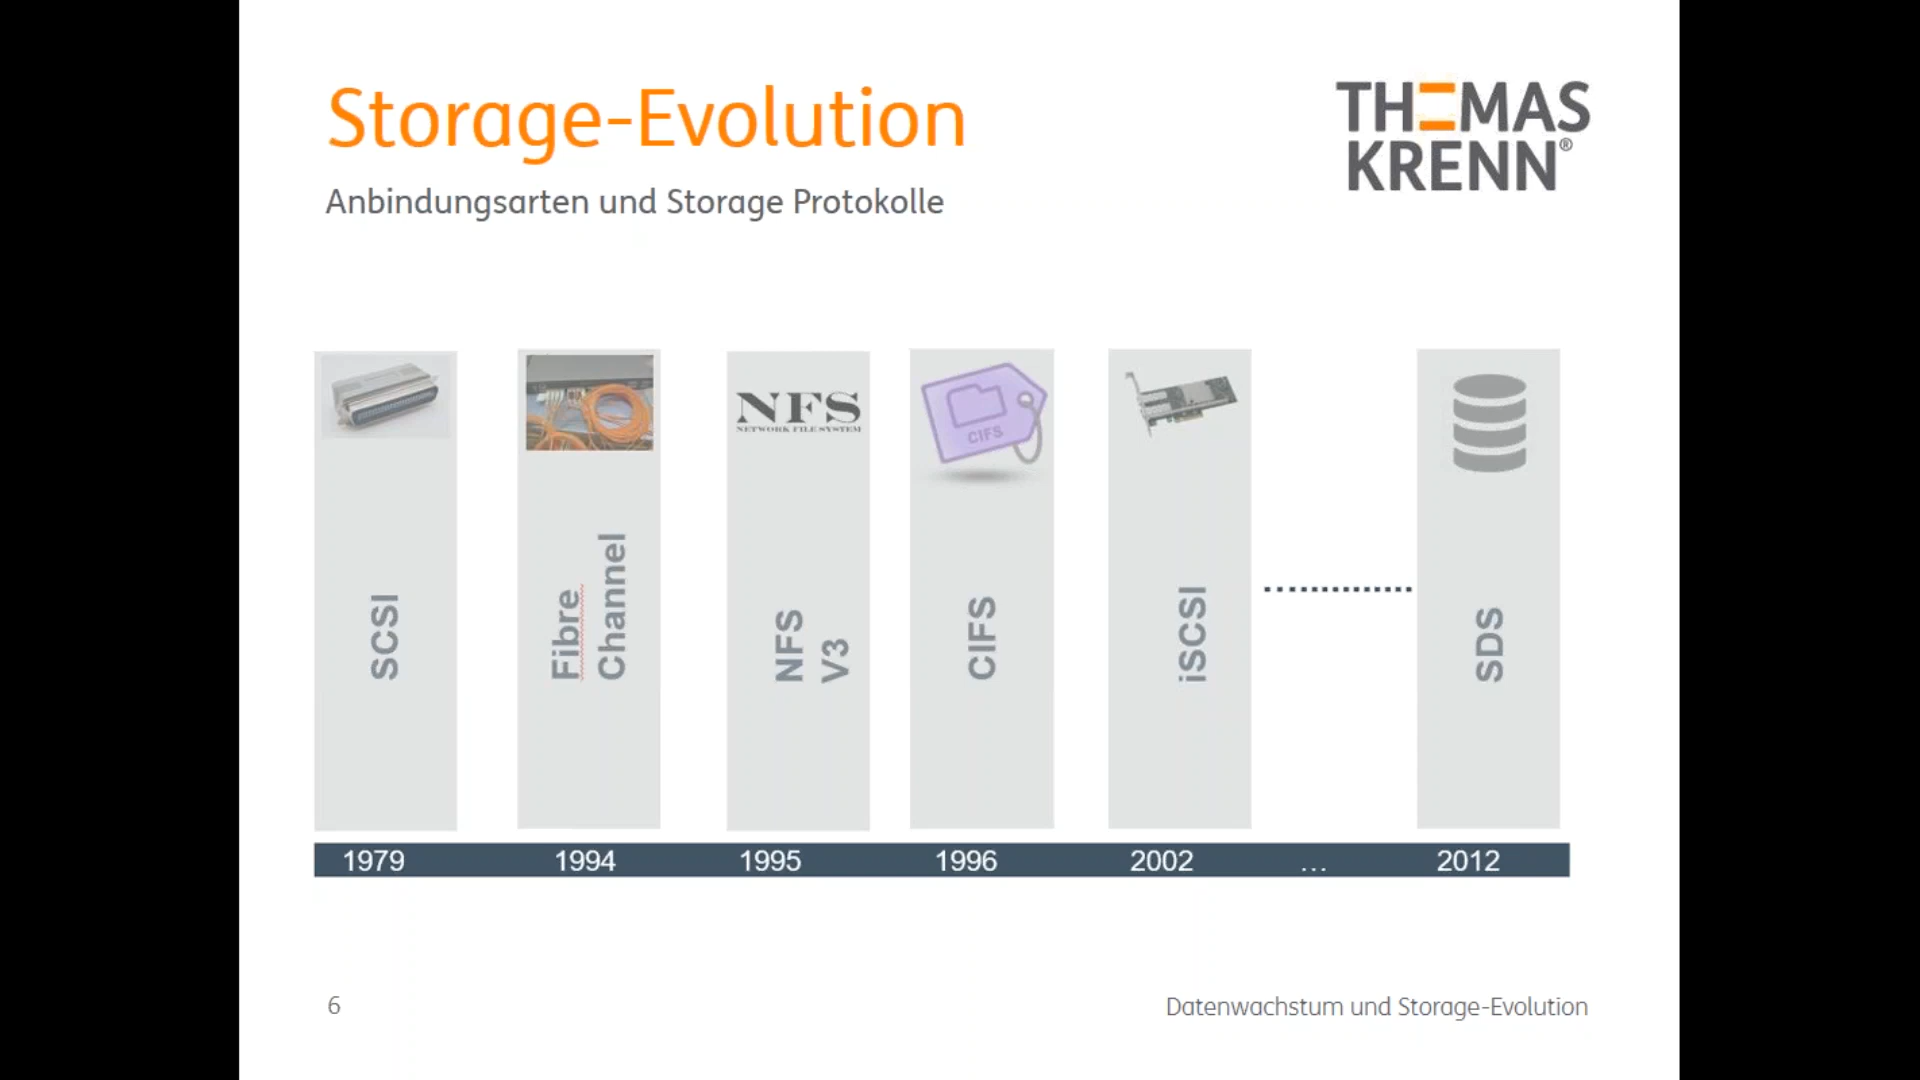 Storage-Evolution
Anbindungsarten und Storage Protokolle
THOMAS
KRENN®
NFS
NETWORK FILE SYSTEM
CIFS
SCSI
Fibre
Channel
NFS
V3
CIFS
iSCSI
SDS
1979 1994 1995 1996 2002 ... 2012
6
Datenwachstum und Storage-Evolution